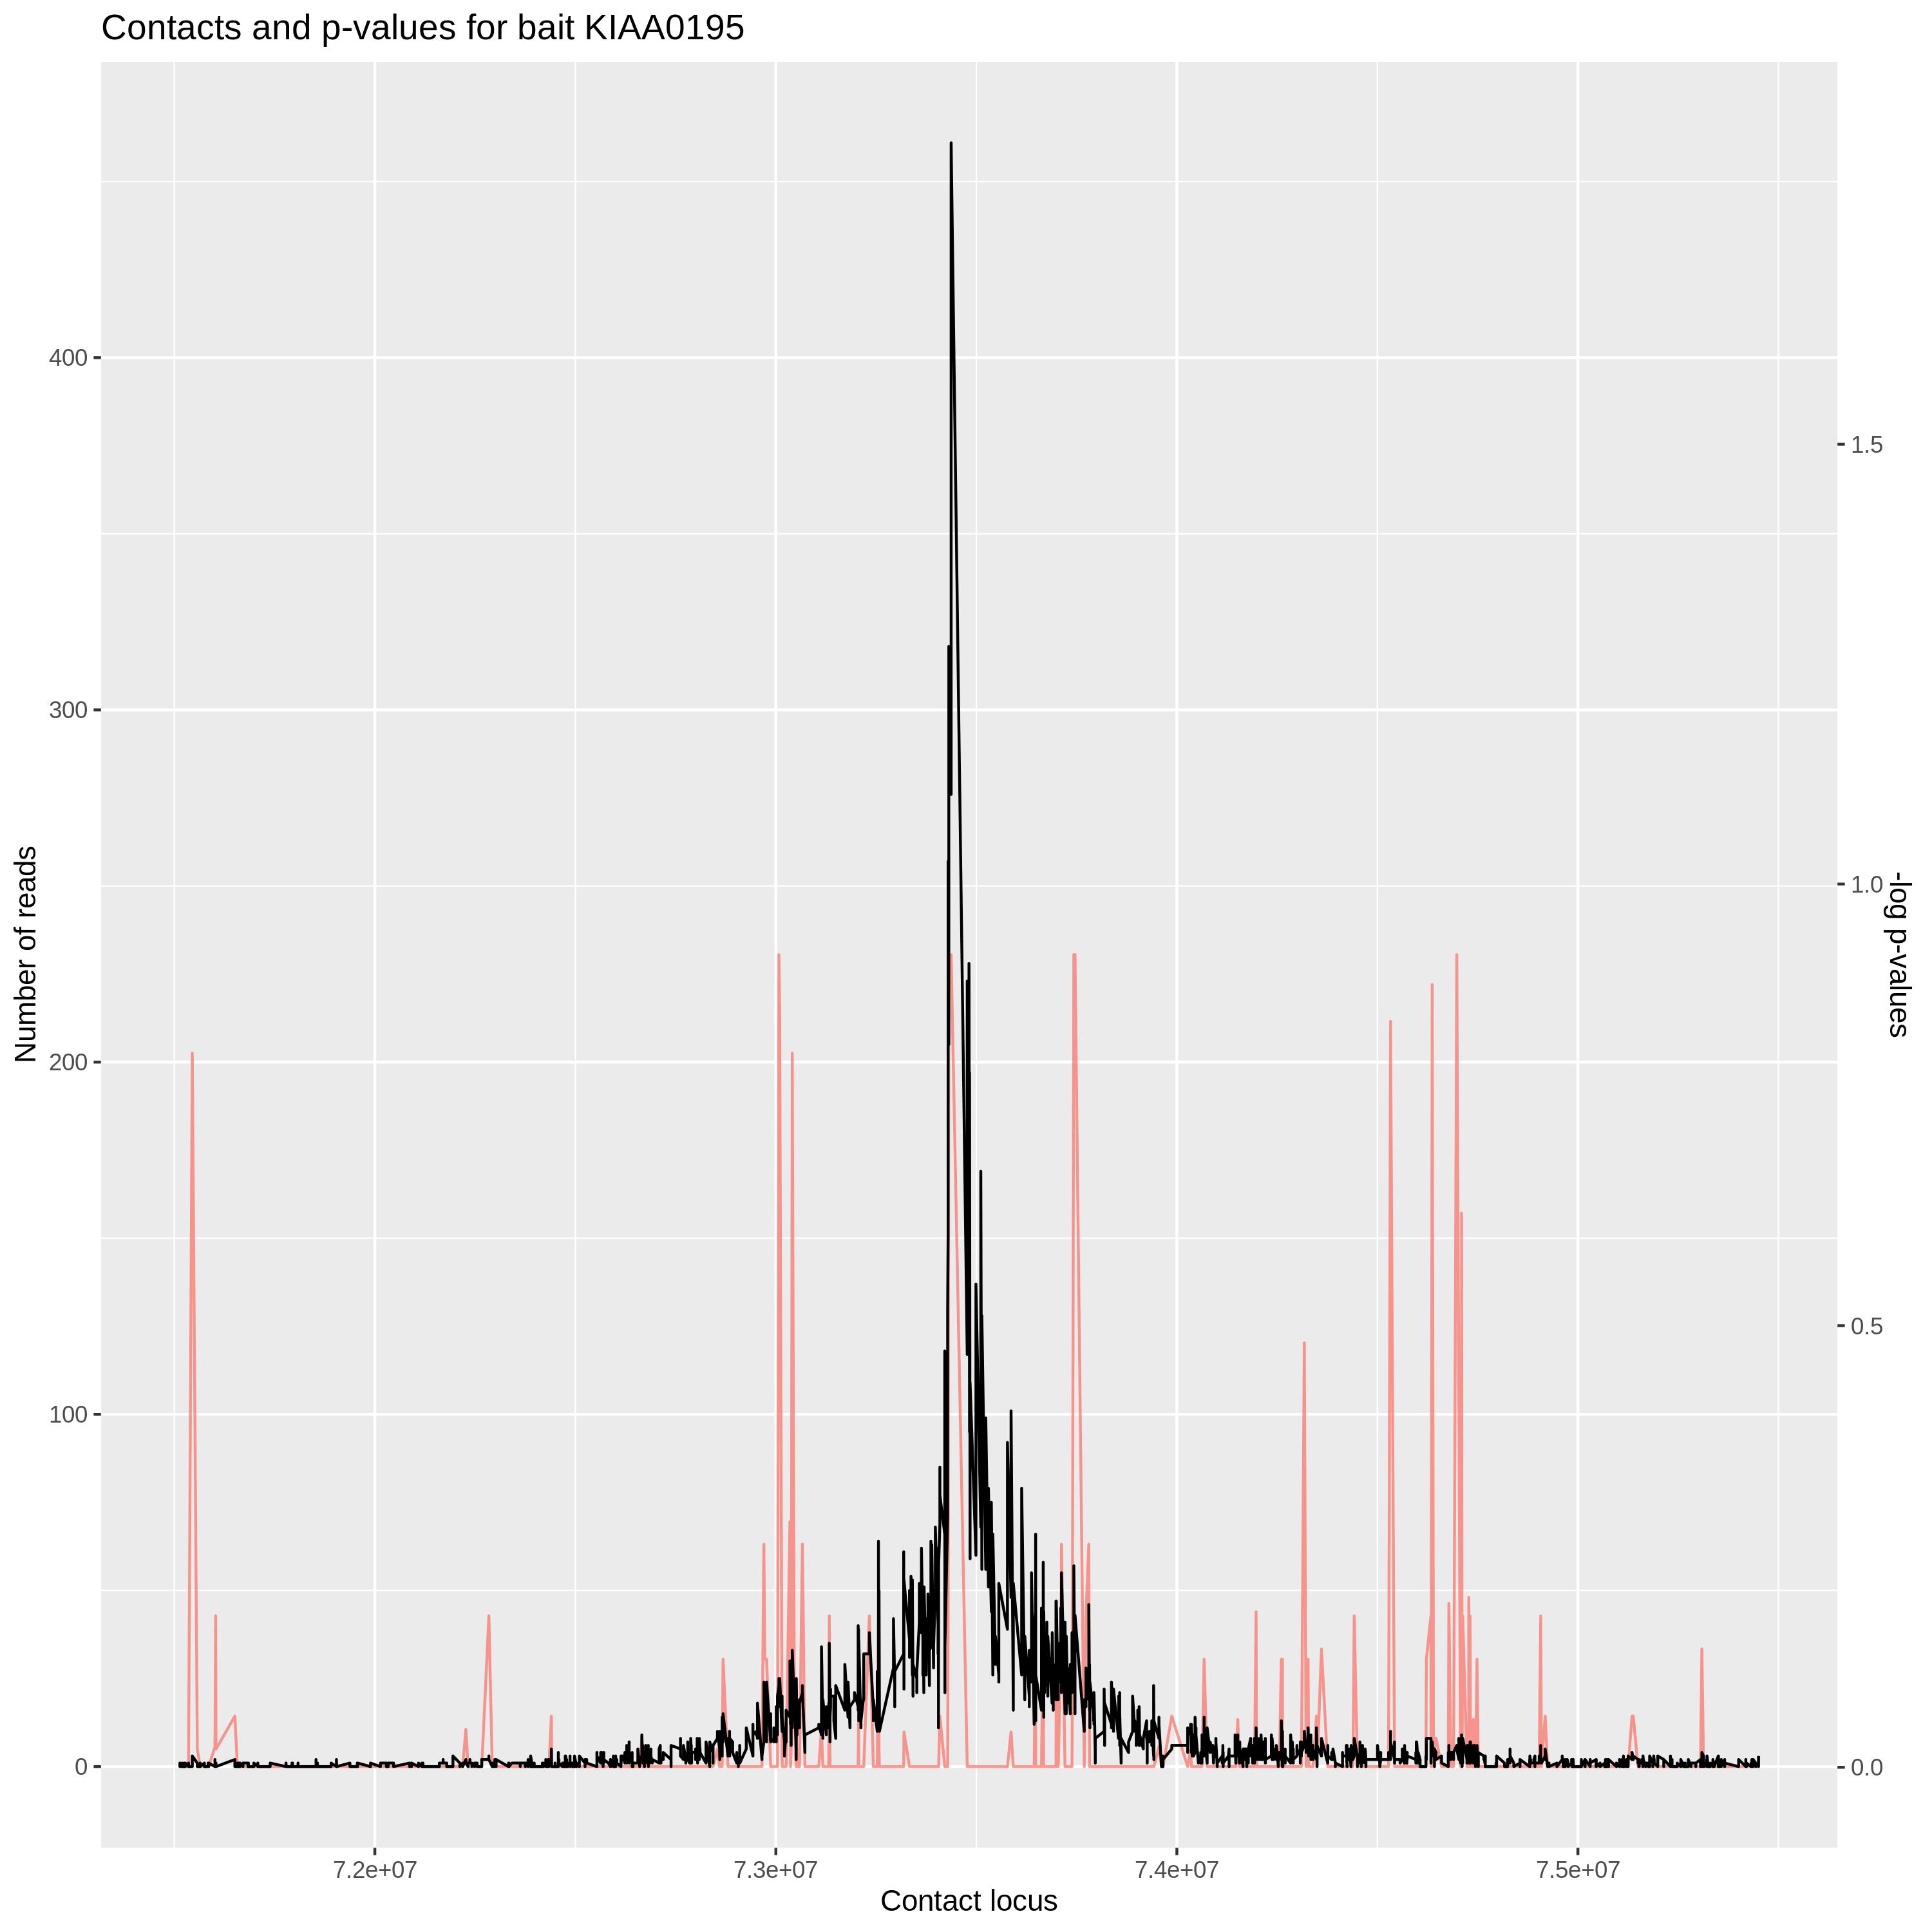 Contacts and p-values for bait KIAA0195
400
300
200
100
0
Number of reads
1.5
1.0
0.5
0.0
-log p-values
7.2e+07
7.3e+07
7.4e+07
7.5e+07
Contact locus